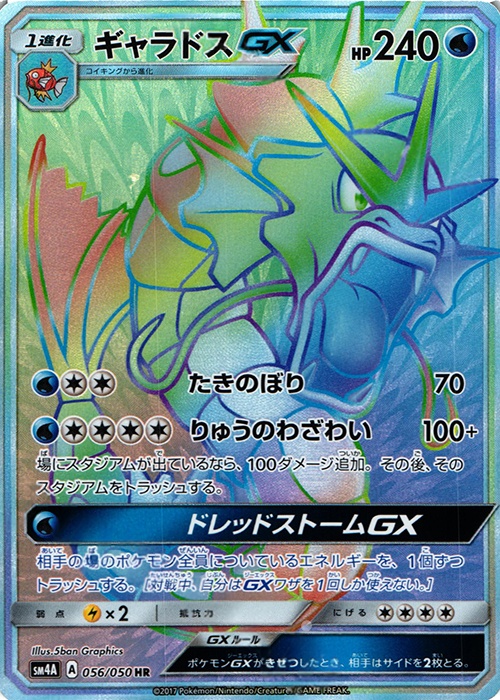 1進化 ギャラドスGX HP240
コイキングから進化
たきのぼり 70
りゅうのわざわい 100+
場にスタジアムが出ているなら、100ダメージ追加。その後、その
スタジアムをトラッシュする。
ドレッドストームGX
相手の場のポケモン全員についているエネルギーを、1個ずつ
トラッシュする。[対戦中、自分はGXワザを1回しか使えない。]
弱点 ×2 抵抗力 にげる
Illus.5ban Graphics
GXルール
SM4A A 056/050 HR
ポケモンGXがきぜつしたとき、相手はサイドを2枚とる。
©2017 Pokémon/Nintendo/Creatures/GAME FREAK.